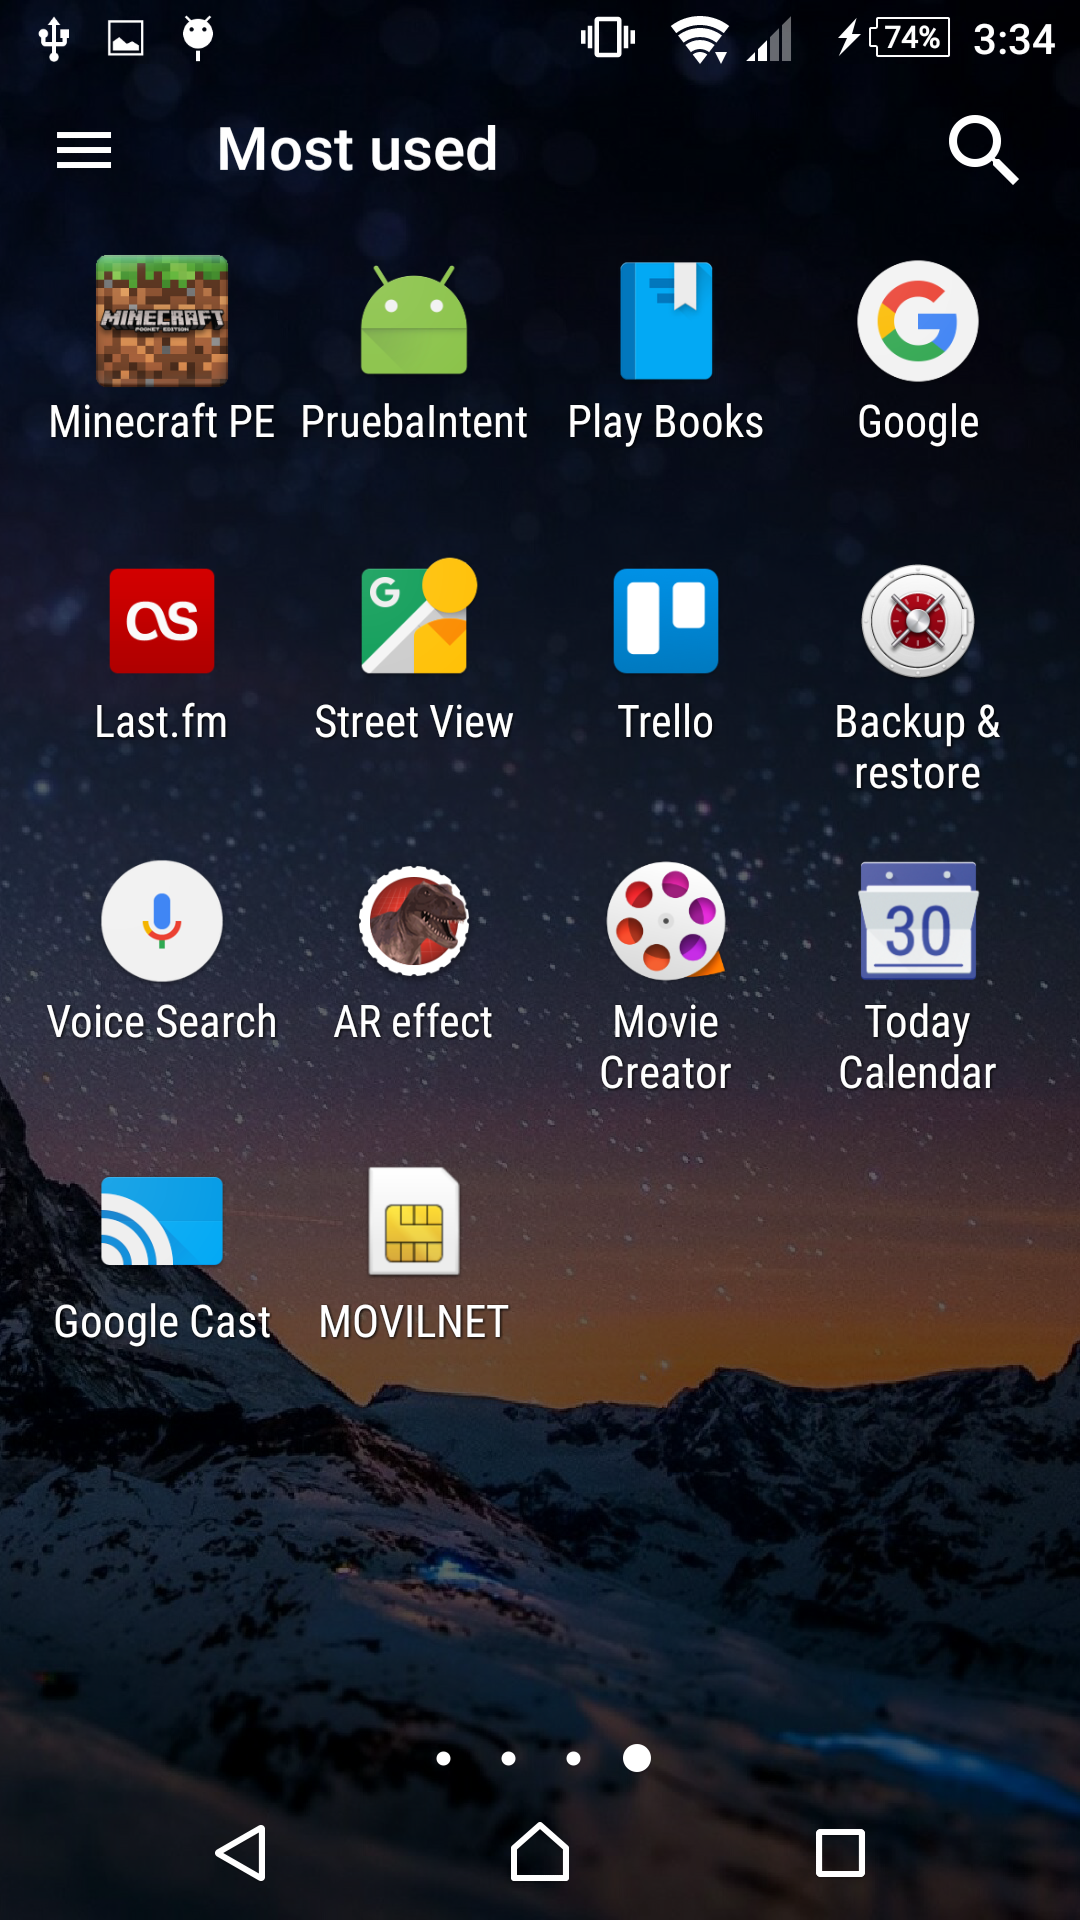 74% 3:34
Most used
MINECRAFT
POCKET EDITION
Minecraft PE PruebaIntent Play Books Google
G
as
G
Last.fm Street View Trello Backup &
restore
30
Voice Search AR effect Movie Today
Creator Calendar
Google Cast MOVILNET